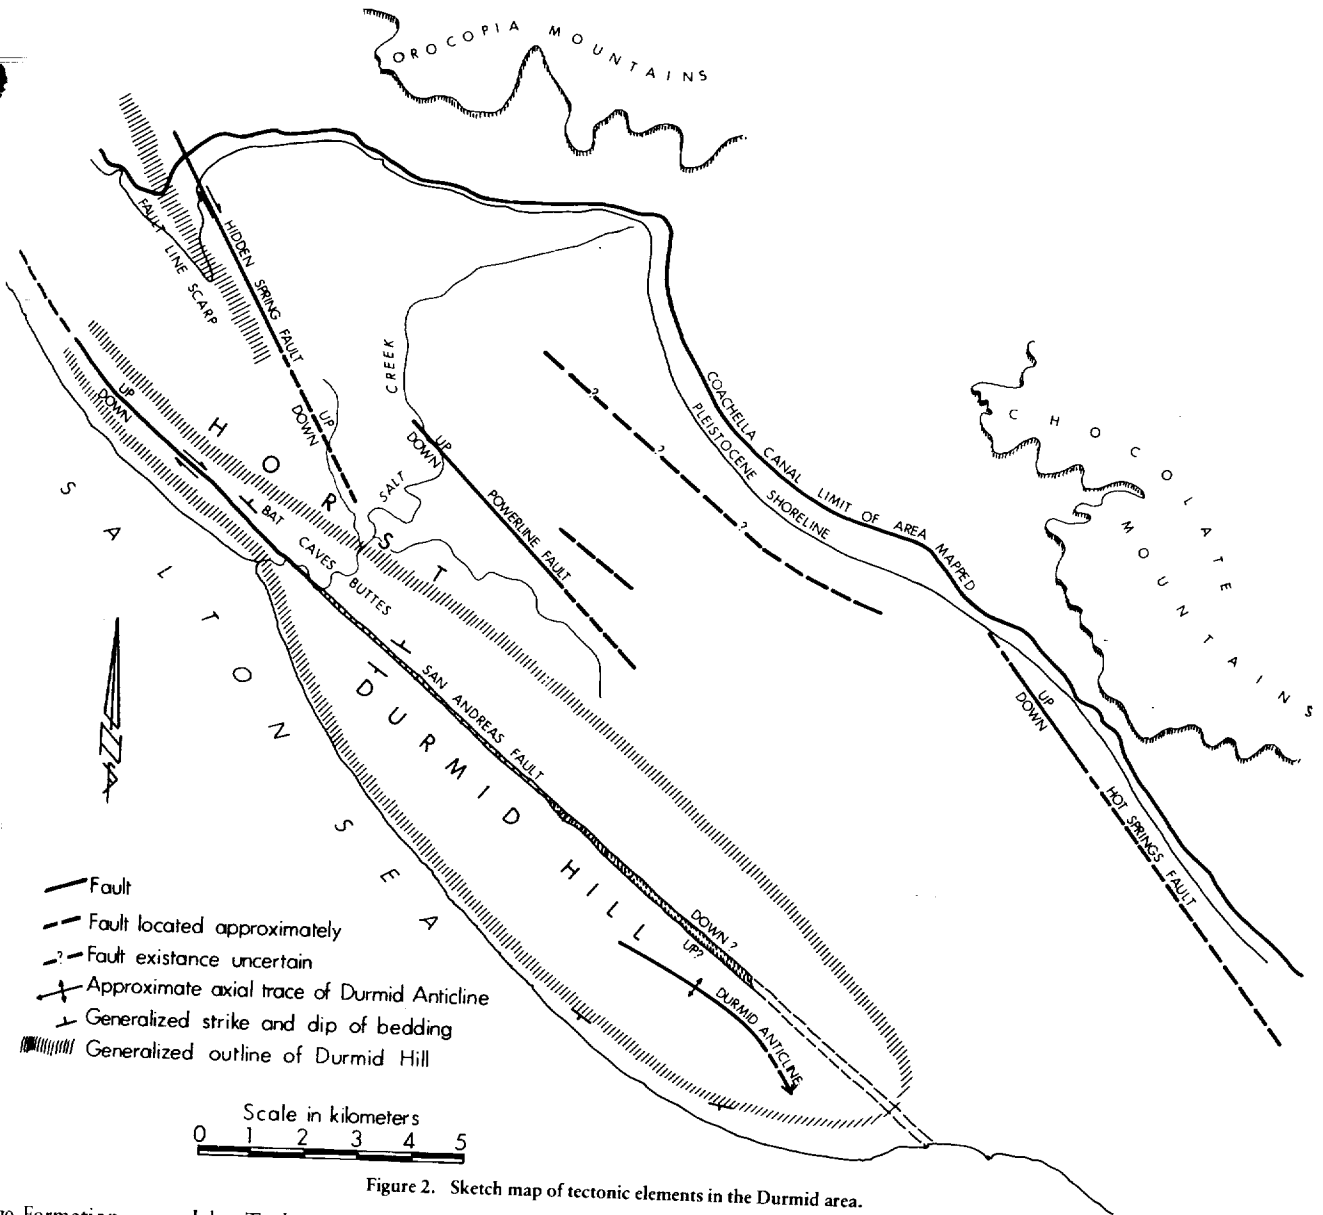 OROCOPIA MOUNTAINS
FAULT LINE SCARP
HIDDEN SPRING FAULT
UP
DOWN
CREEK
SALT
UP
DOWN
HORST
UP
DOWN
POWERLINE FAULT
?
?
?
COACHELLA CANAL LIMIT OF AREA MAPPED
PLEISTOCENE SHORELINE
CHOCOLATE
MOUNTAINS
BAT CAVES BUTTES
SALTON SEA
SAN ANDREAS FAULT
DURMID HILL
UP
DOWN
HOT SPRINGS FAULT
DOWN?
UP?
DURMID ANTICLINE
N
Fault
Fault located approximately
? Fault existance uncertain
Approximate axial trace of Durmid Anticline
Generalized strike and dip of bedding
Generalized outline of Durmid Hill
Scale in kilometers
0 1 2 3 4 5
Figure 2. Sketch map of tectonic elements in the Durmid area.